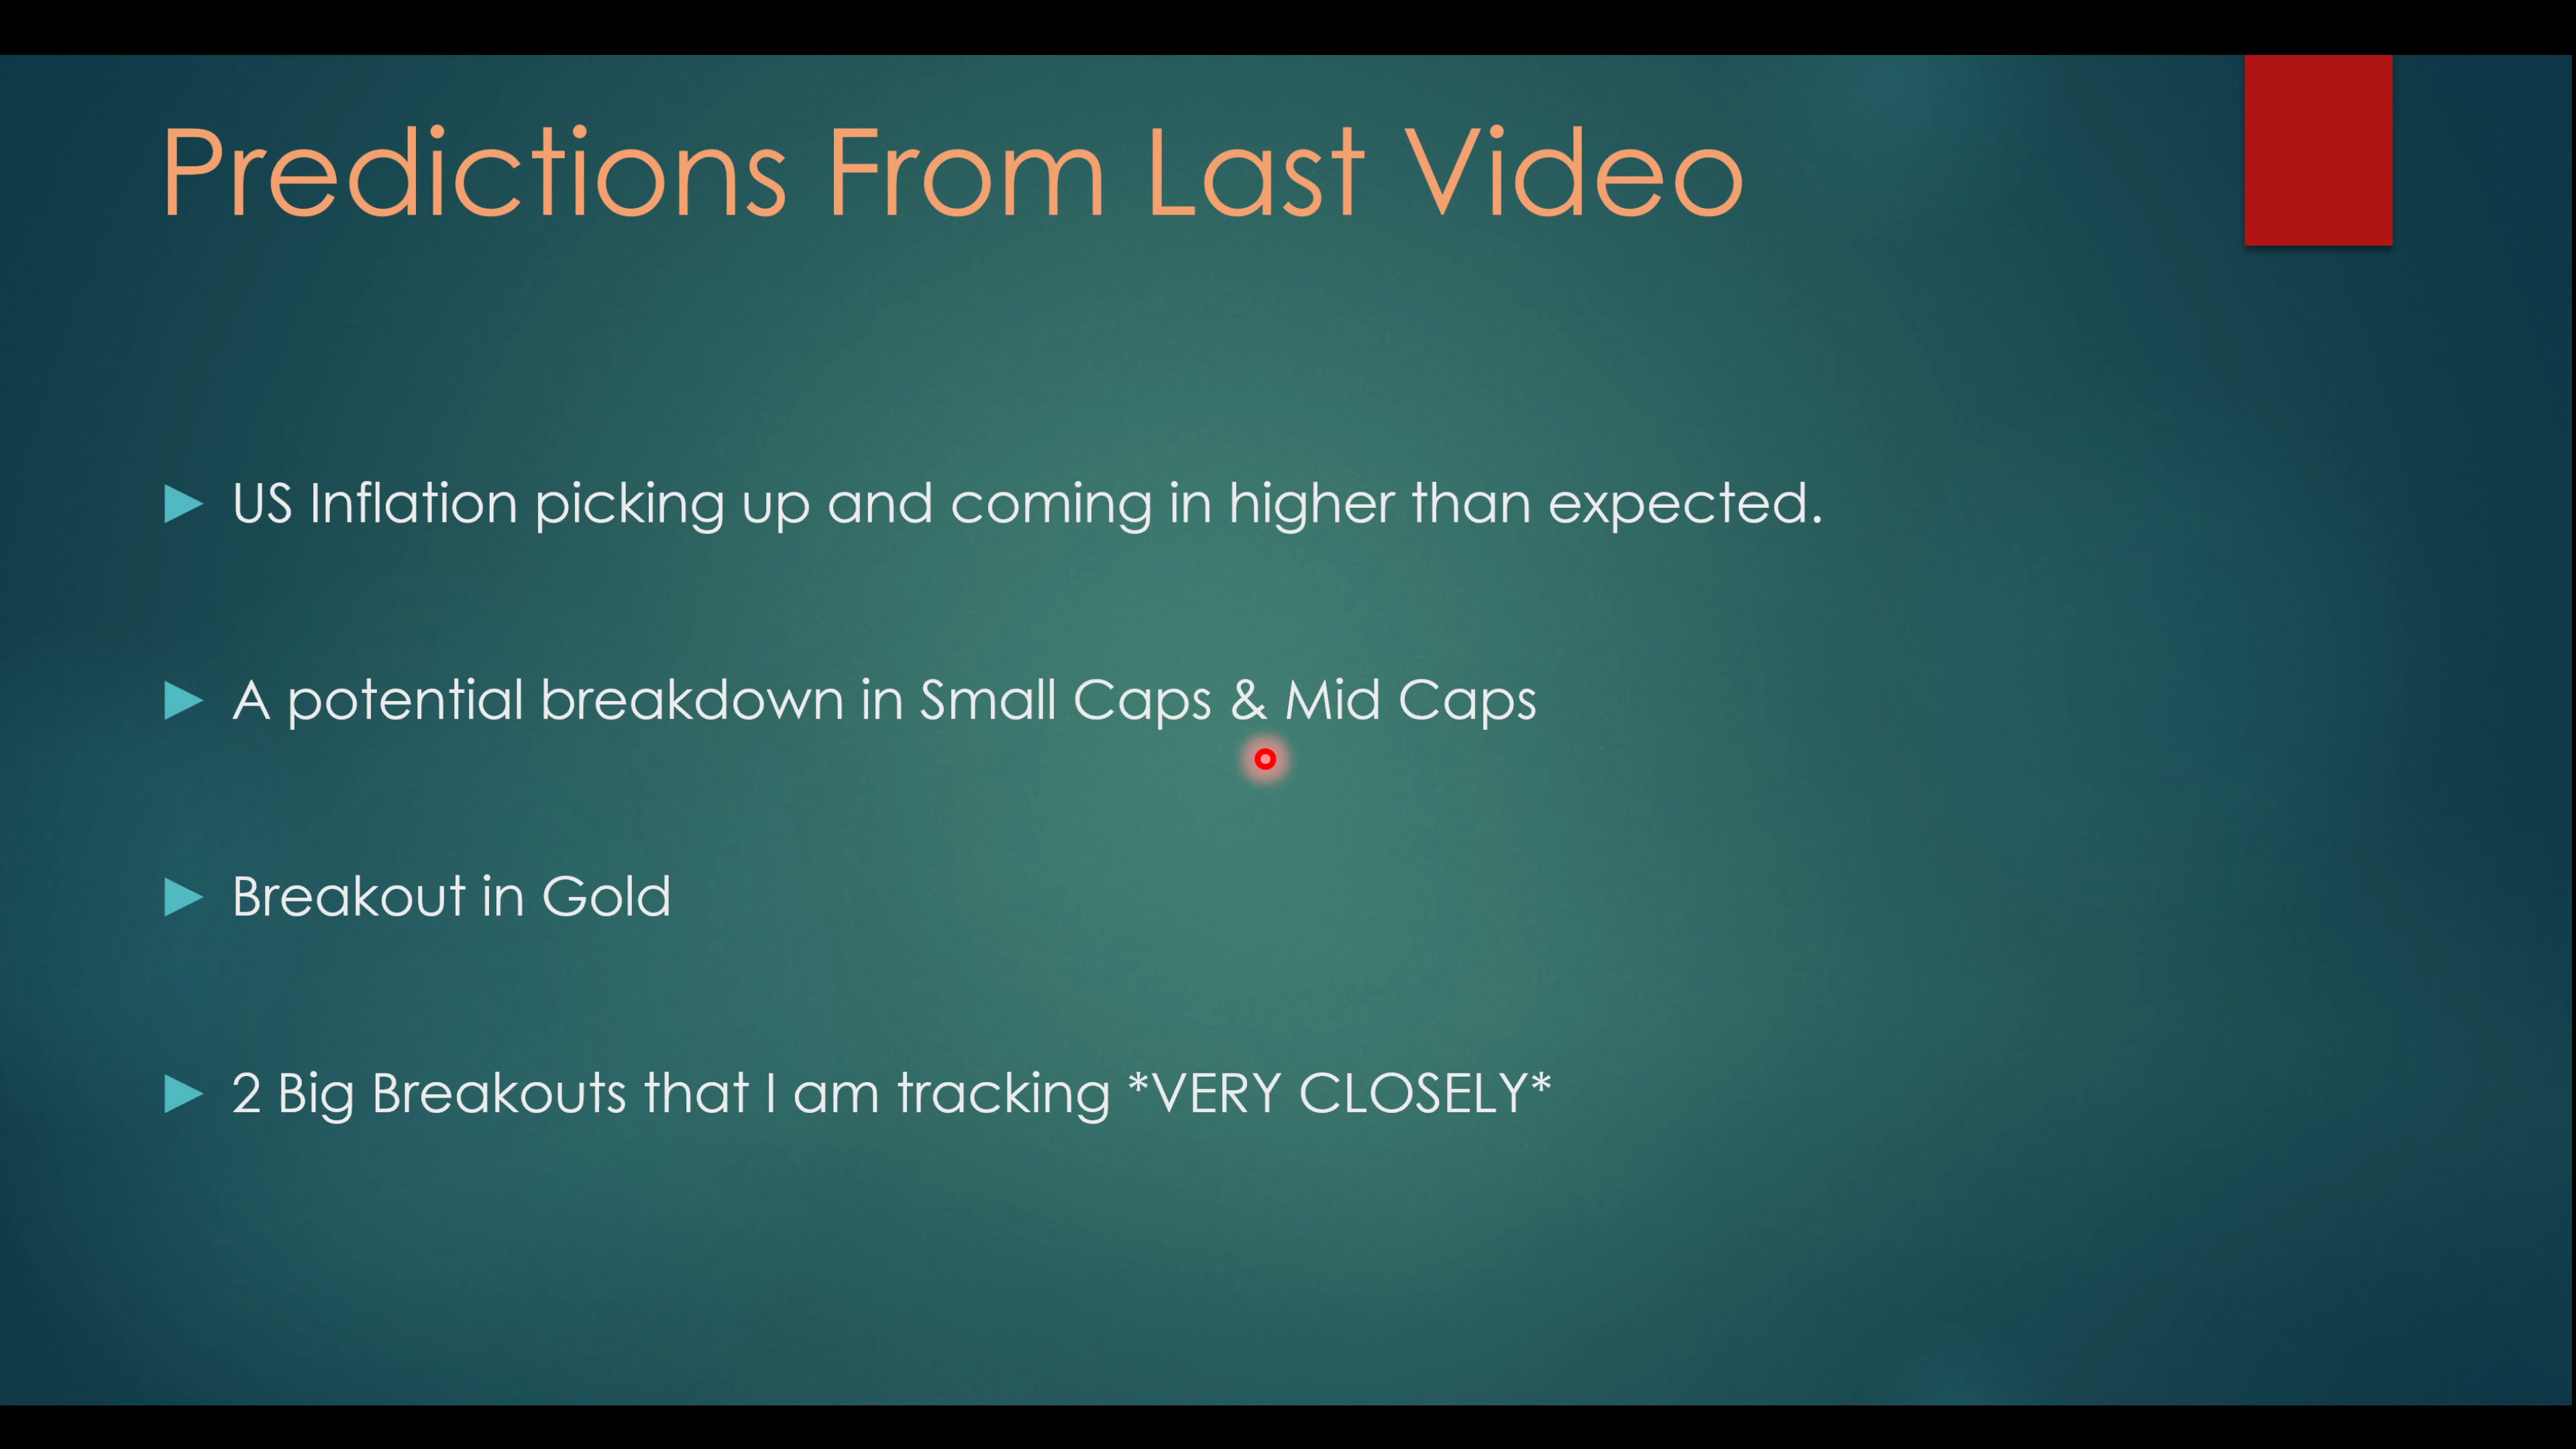 Predictions From Last Video
US Inflation picking up and coming in higher than expected.
A potential breakdown in Small Caps & Mid Caps
Breakout in Gold
2 Big Breakouts that I am tracking *VERY CLOSELY*